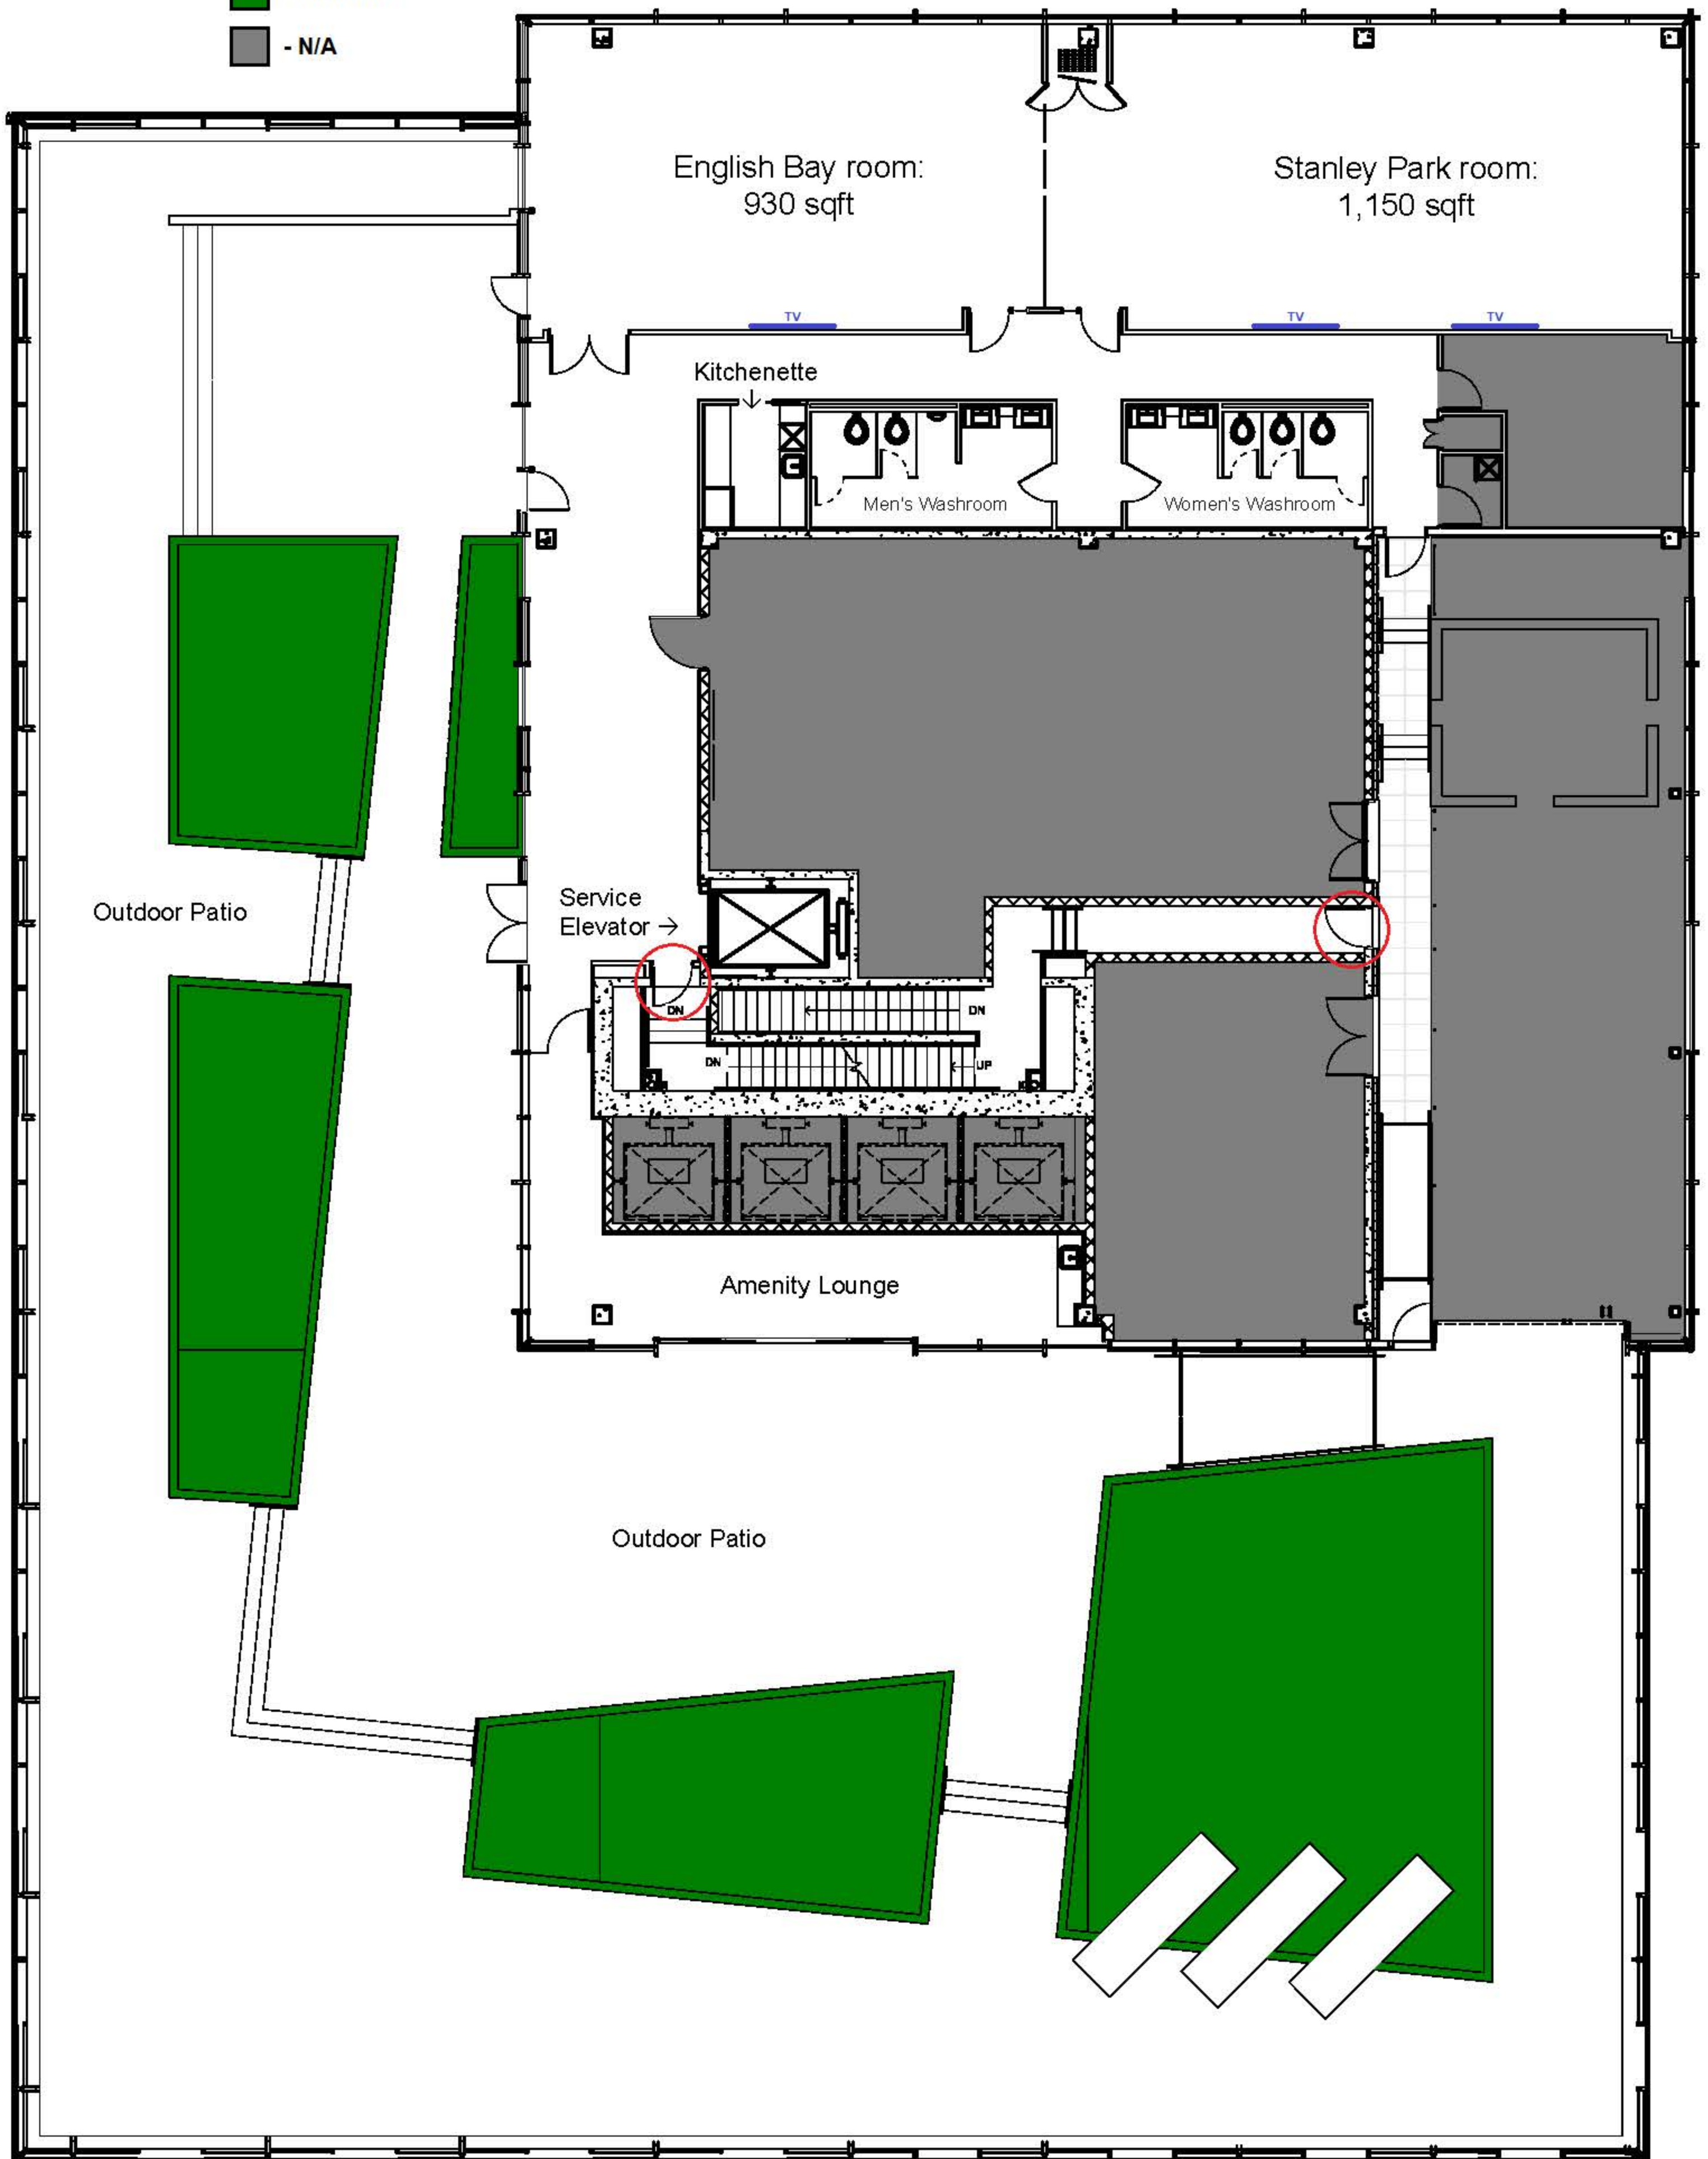 - N/A
English Bay room:
930 sqft
Stanley Park room:
1,150 sqft
TV
TV
TV
Kitchenette
Men's Washroom
Women's Washroom
Service
Elevator →
Outdoor Patio
DN
DN
DN
UP
Amenity Lounge
Outdoor Patio